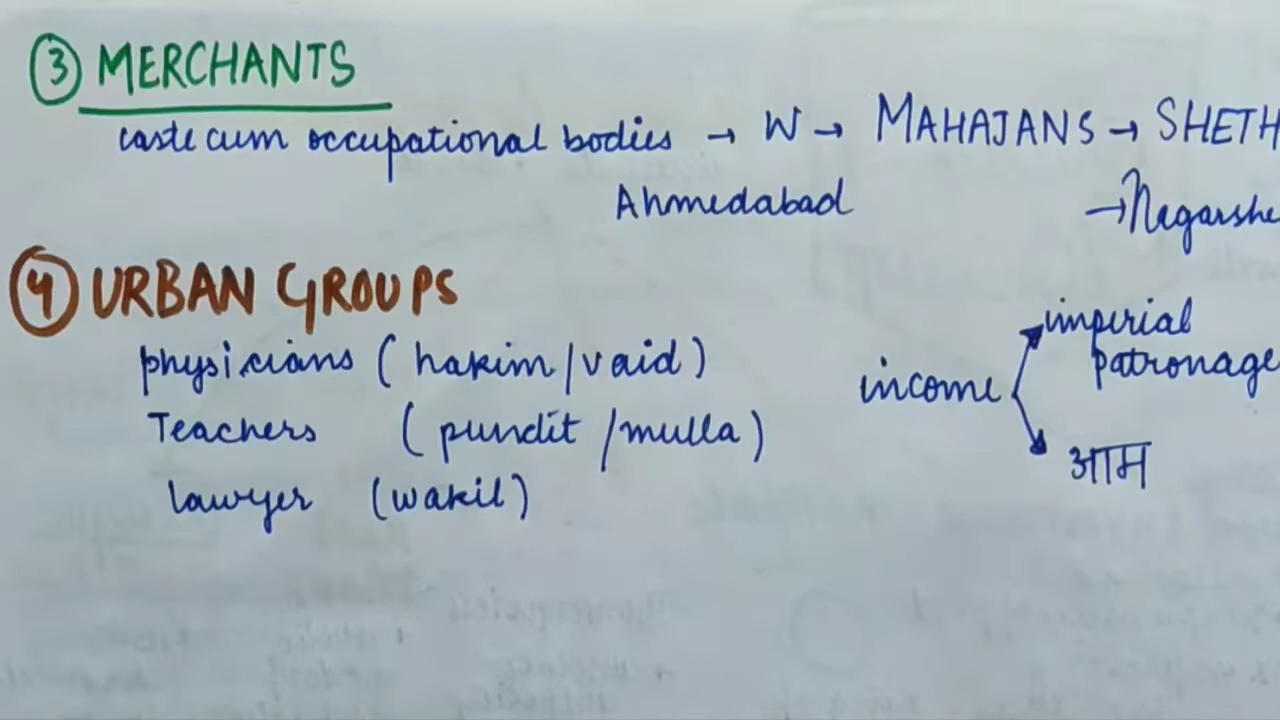 ③ MERCHANTS
caste cum occupational bodies → W → MAHAJANS → SHETH
Ahmedabad → Nagarshe
④ URBAN GROUPS
physicians (hakim/vaid)
Teachers (pundit/mulla)
lawyer (wakil)
income
imperial
patronage
आम